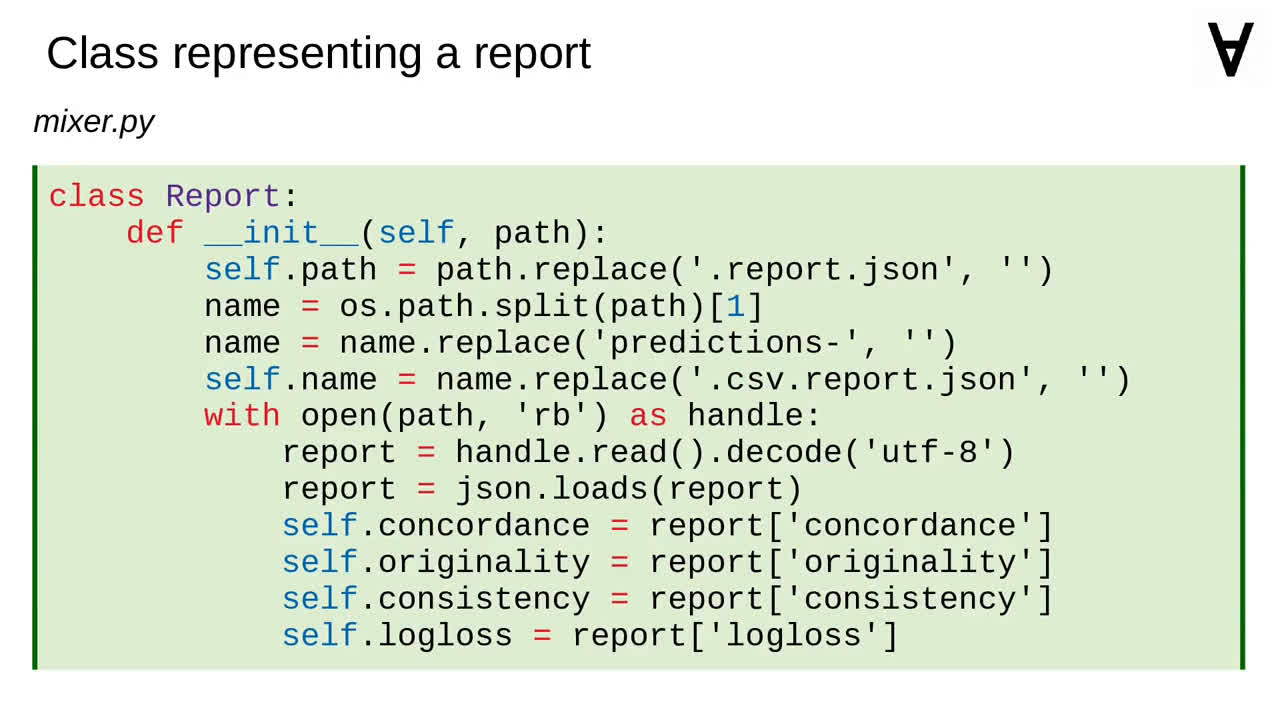 Class representing a report
∀
mixer.py
class Report:
    def __init__(self, path):
        self.path = path.replace('.report.json', '')
        name = os.path.split(path)[1]
        name = name.replace('predictions-', '')
        self.name = name.replace('.csv.report.json', '')
        with open(path, 'rb') as handle:
            report = handle.read().decode('utf-8')
            report = json.loads(report)
            self.concordance = report['concordance']
            self.originality = report['originality']
            self.consistency = report['consistency']
            self.logloss = report['logloss']